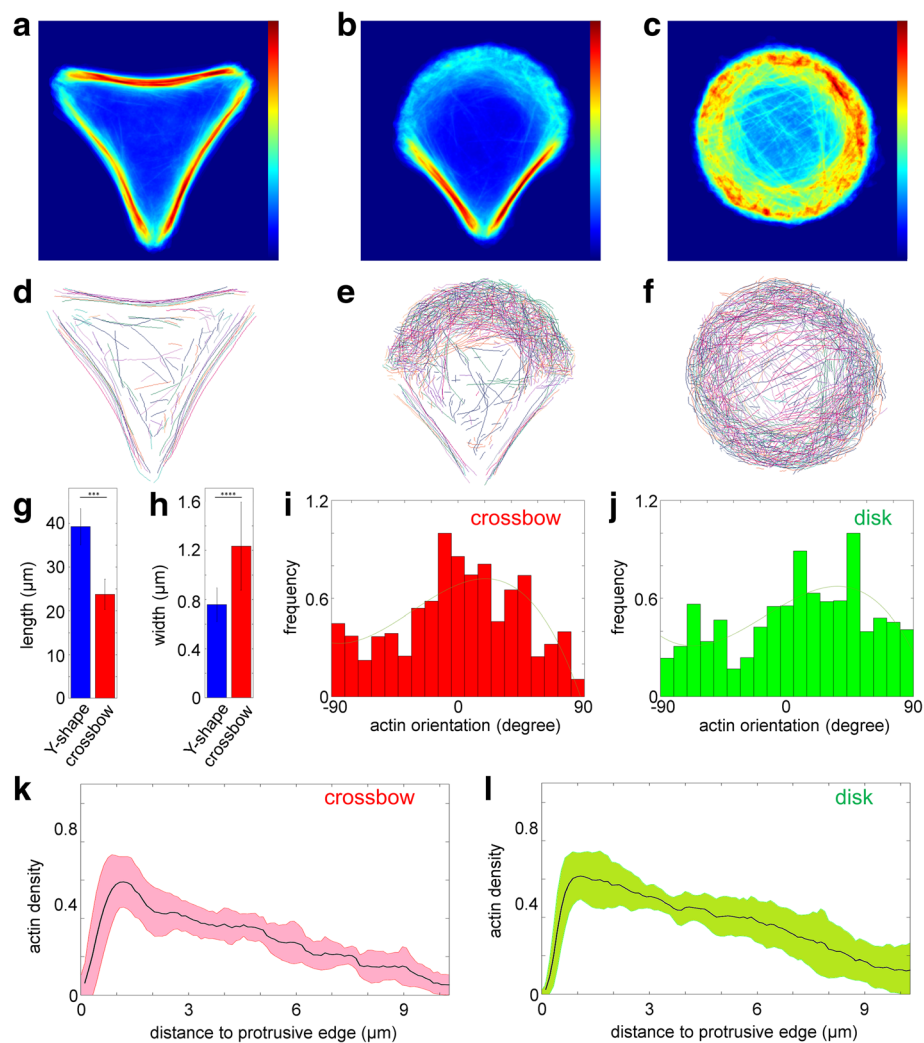 a
b
c
d
e
f
g
***
40
30
20
10
0
length (µm)
Y-shape
crossbow
h
****
1.6
1.2
0.8
0.4
0
width (µm)
Y-shape
crossbow
i
crossbow
1.2
0.6
0
frequency
-90
0
90
actin orientation (degree)
j
disk
1.2
0.6
0
frequency
-90
0
90
actin orientation (degree)
k
crossbow
0.8
0.4
0
actin density
0
3
6
9
distance to protrusive edge (µm)
l
disk
0.8
0.4
0
actin density
0
3
6
9
distance to protrusive edge (µm)